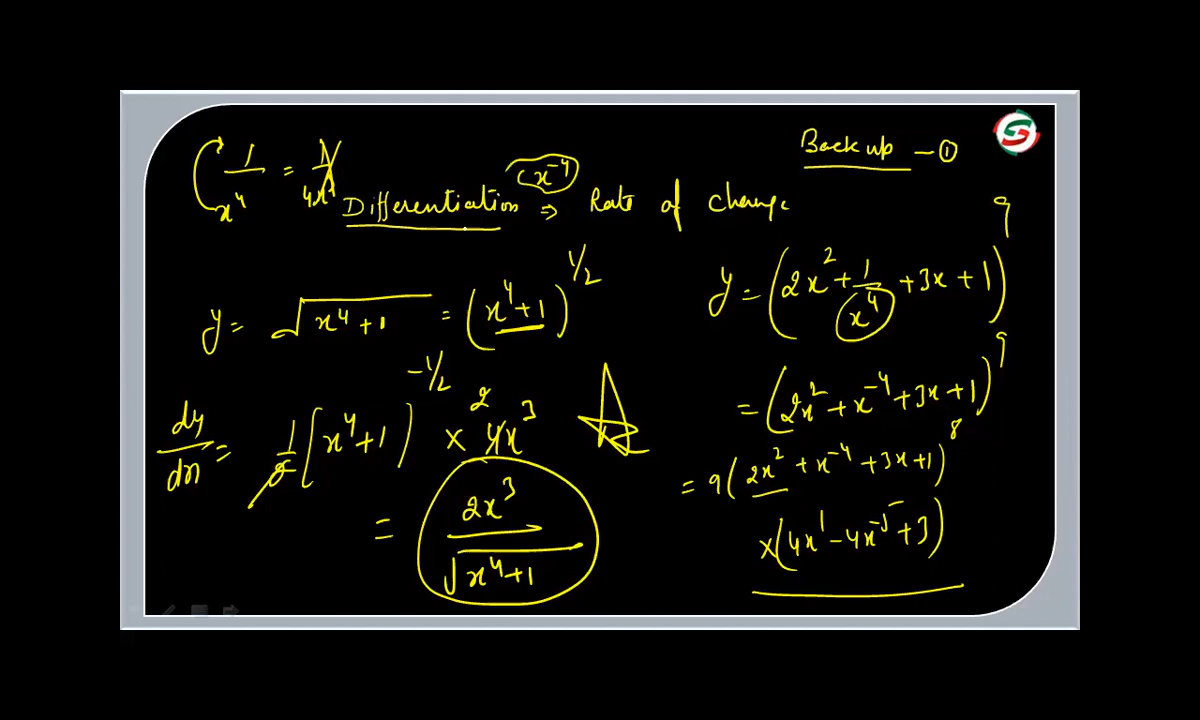 Back up - ①
1/x⁴ = 1/4x³ x⁻⁴
Differentiation ⇒ Rate of change
y = √(x⁴+1) = (x⁴+1)^1/2
dy/dx = 1/2 (x⁴+1)^-1/2 × 4x³ 2
= 2x³/√(x⁴+1)
y = (2x² + 1/x⁴ + 3x + 1)⁹
= (2x² + x⁻⁴ + 3x + 1)⁹
= 9(2x² + x⁻⁴ + 3x + 1)⁸
×(4x¹ - 4x⁻⁵ + 3)